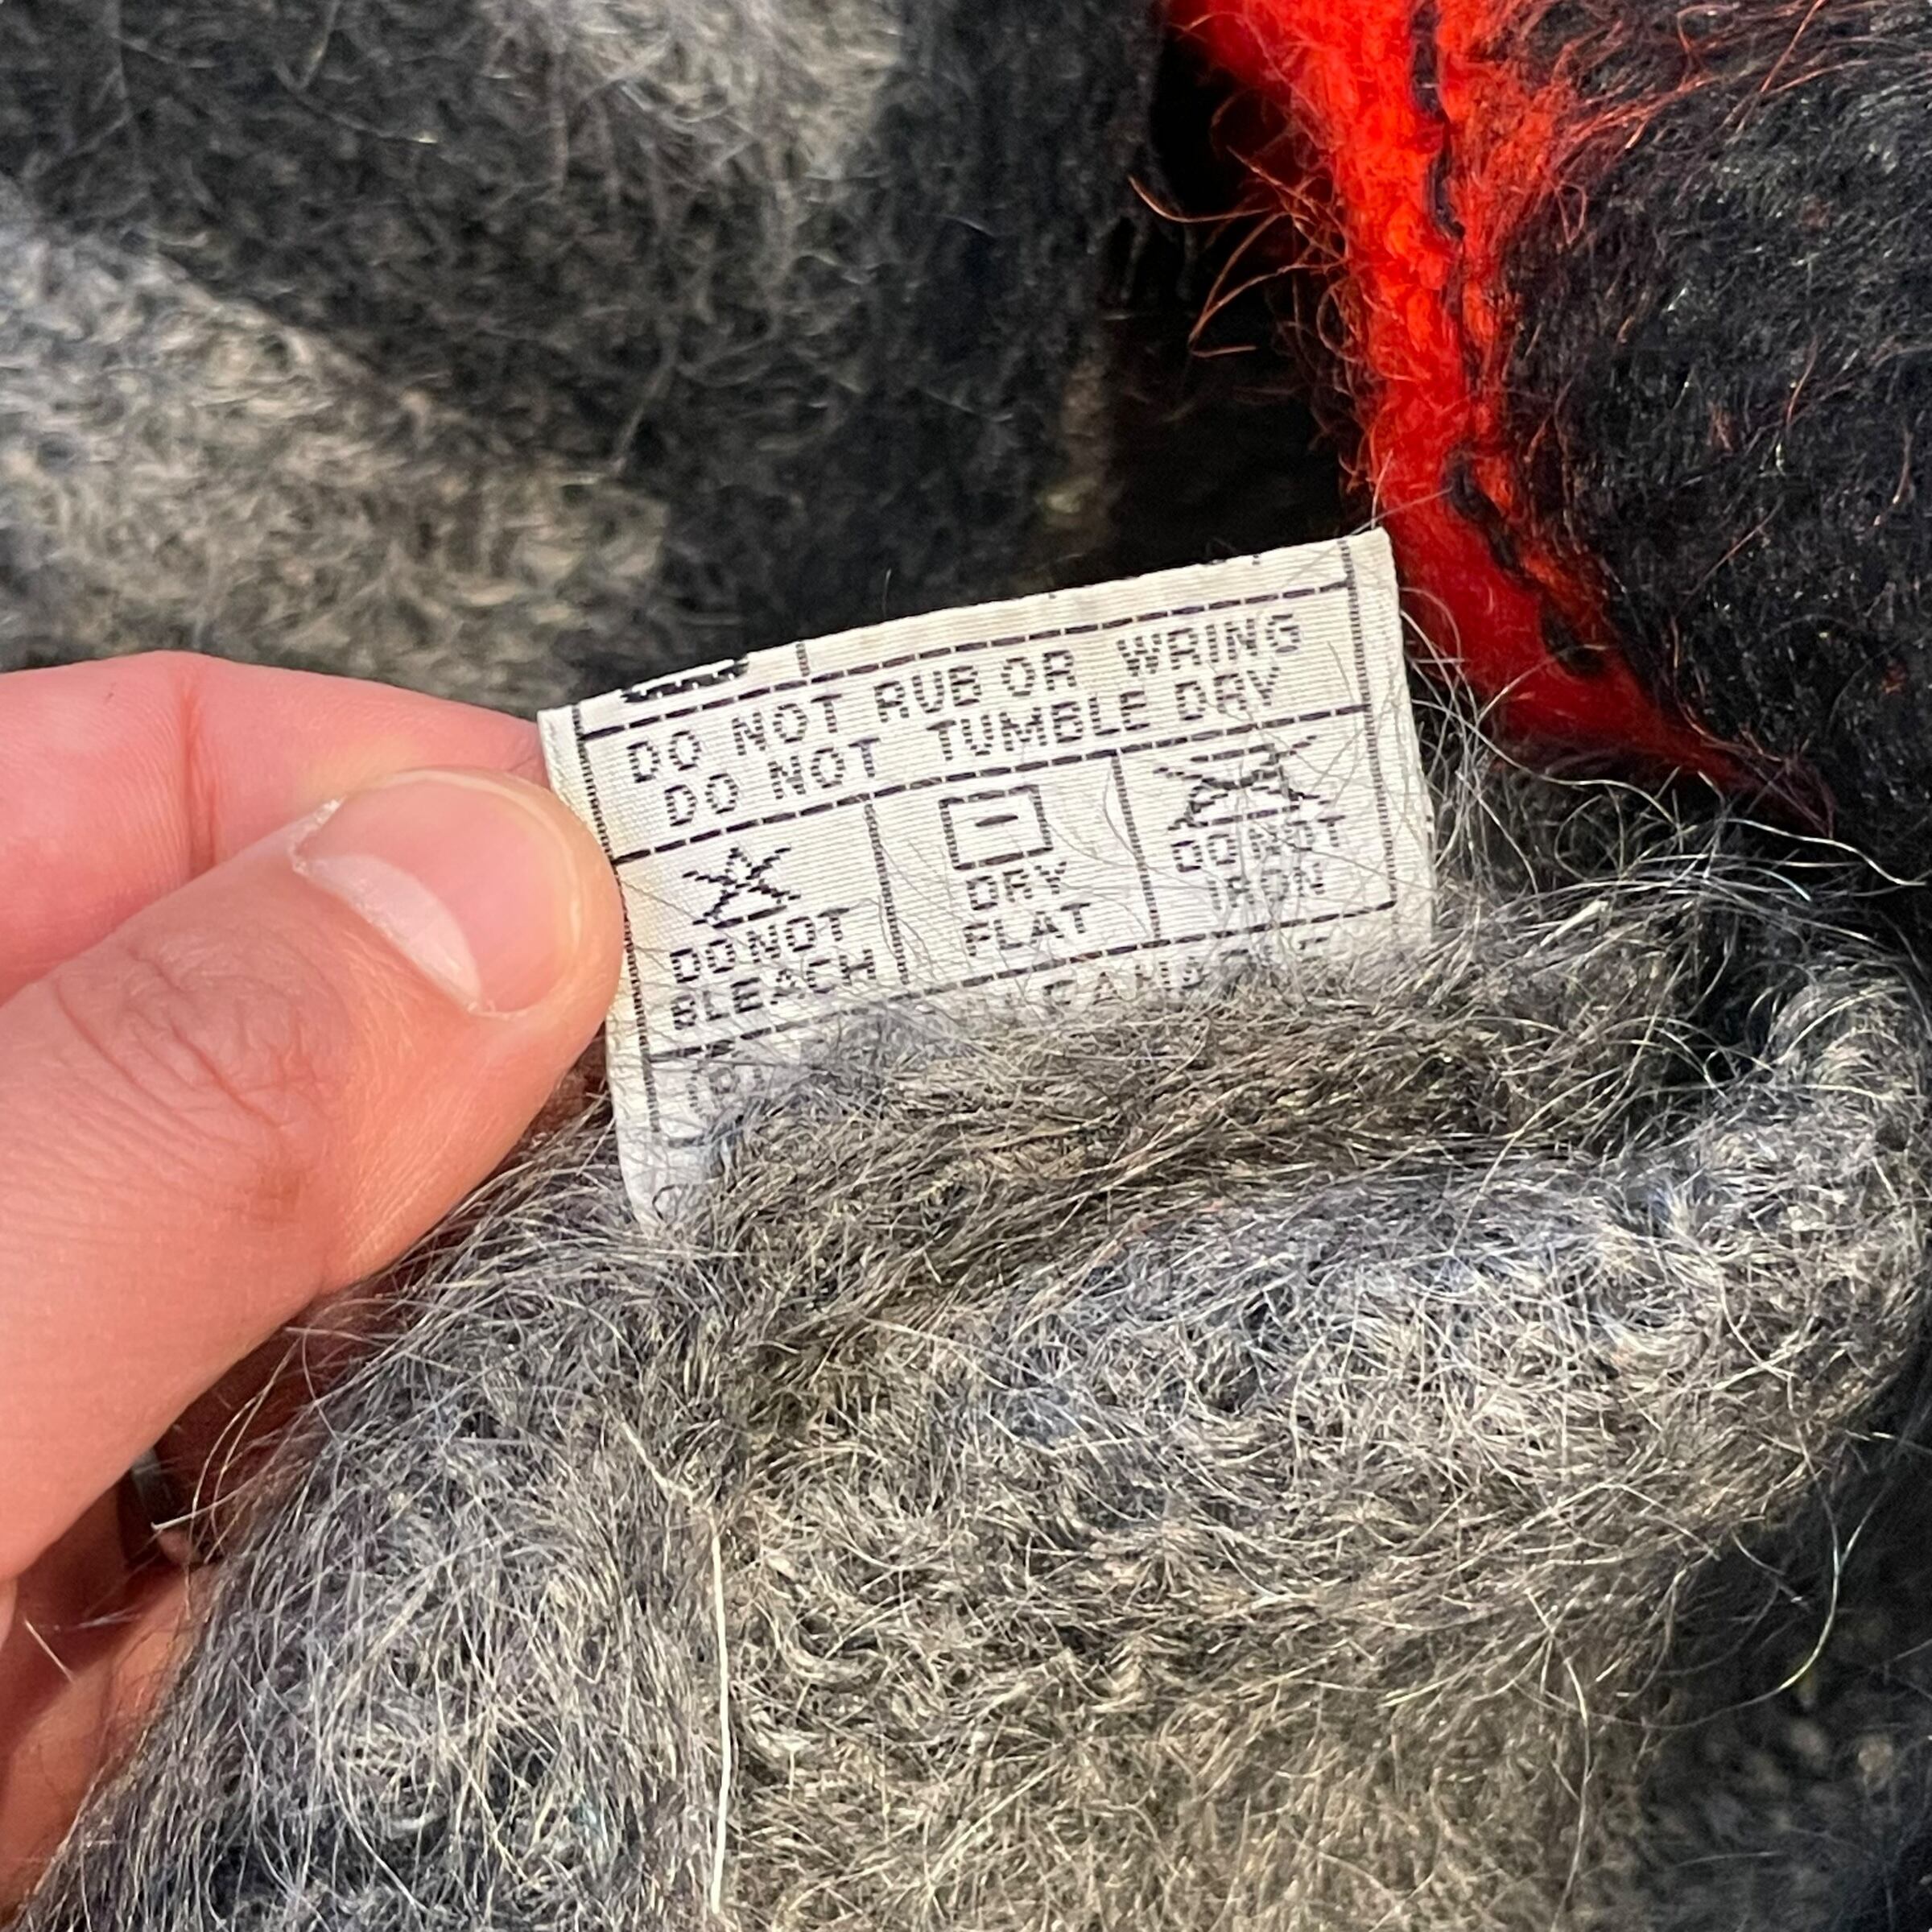 DO NOT RUB OR WRING
DO NOT TUMBLE DRY
DO NOT
BLEACH
DRY
FLAT
DO NOT
IRON